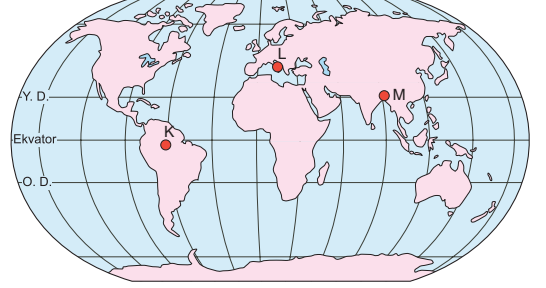 L
Y. D.
M
K
Ekvator
O. D.